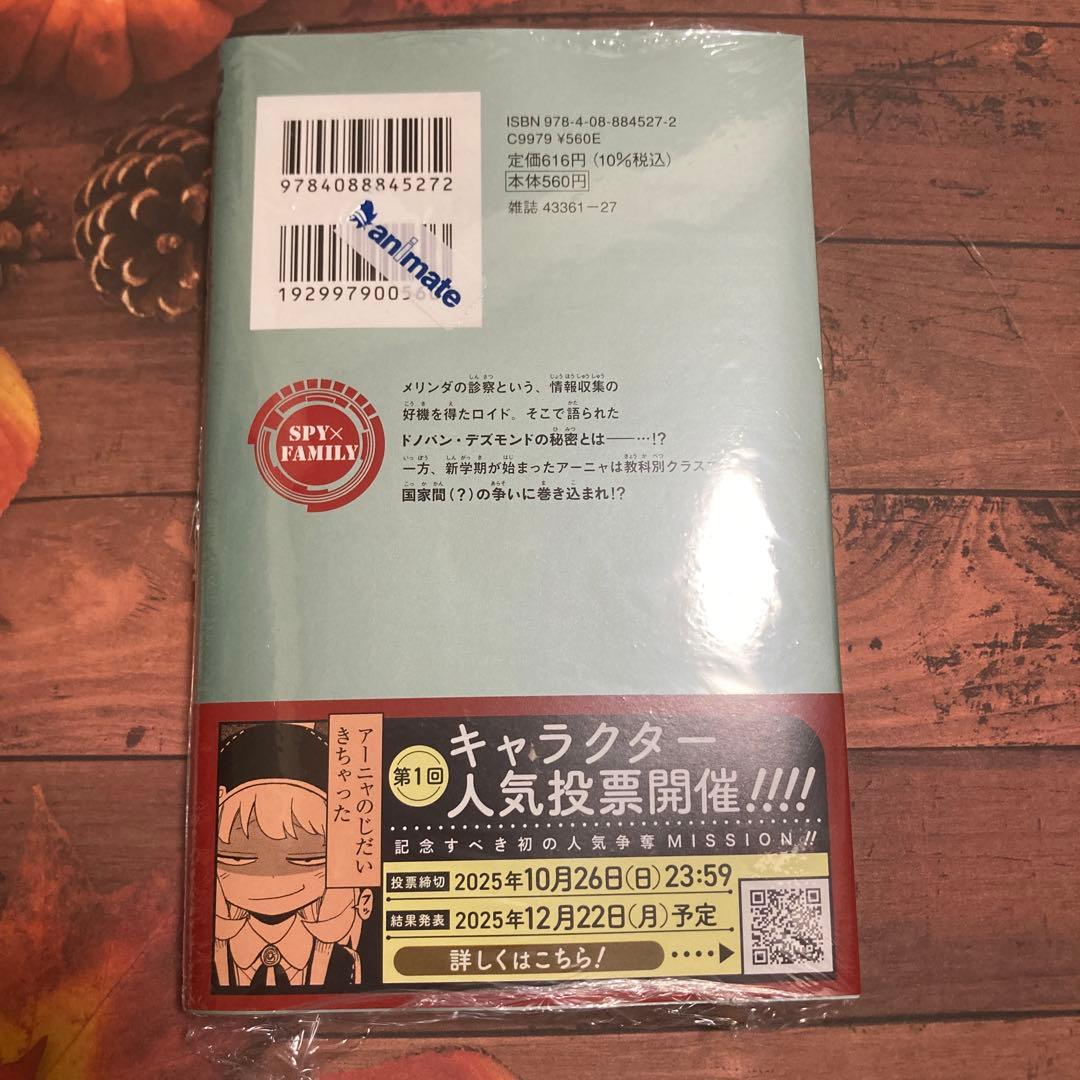 ISBN 978-4-08-884527-2
C9979 ¥560E
定価616円（10%税込）
本体560円
雑誌 43361-27
9784088845272
animate
192997900560
SPY×
FAMILY
メリンダの診察という、情報収集の
好機を得たロイド。そこで語られた
ドノバン・デズモンドの秘密とは――…!?
一方、新学期が始まったアーニャは教科別クラスで
国家間（？）の争いに巻き込まれ!?
アーニャのじだい
きちゃった
フッ
第1回
キャラクター
人気投票開催!!!!
記念すべき初の人気争奪MISSION!!
投票締切 2025年10月26日(日)23:59
結果発表 2025年12月22日(月)予定
詳しくはこちら！